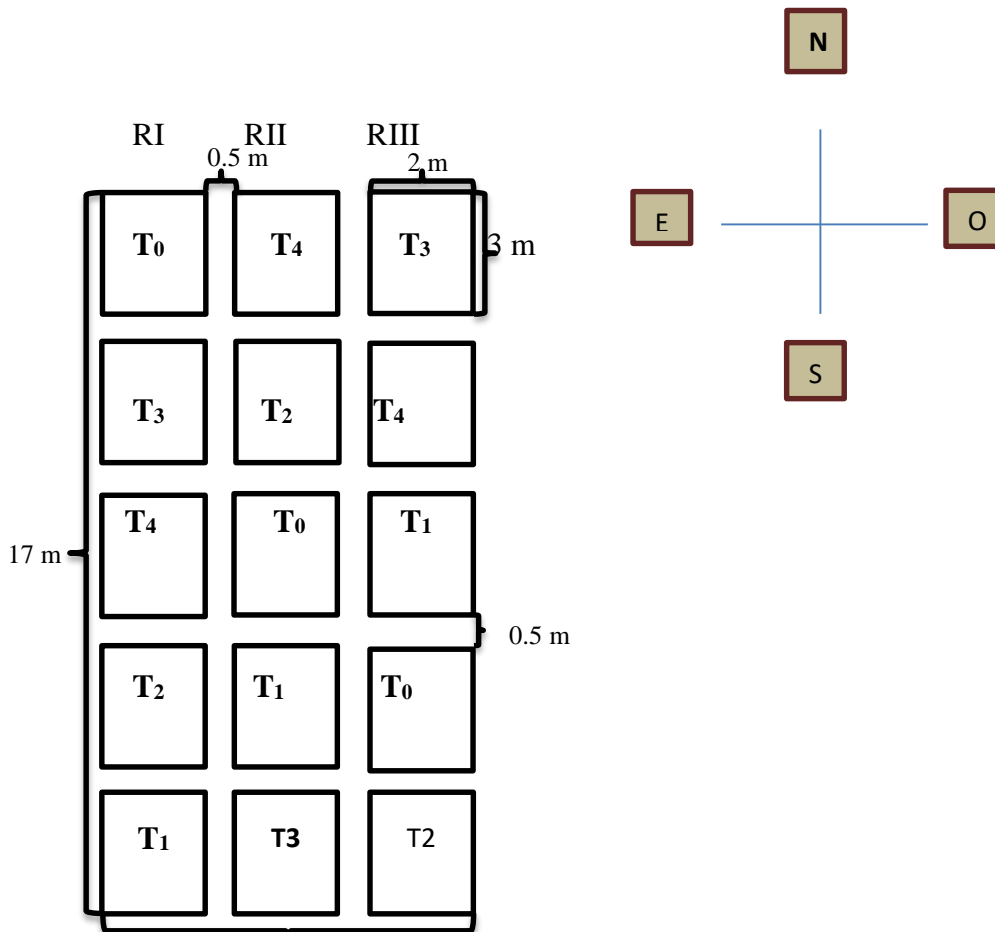 N
RI RII RIII
0.5 m 2 m
E O
T₀ T₄ T₃ 3 m
S
T₃ T₂ T₄
T₄ T₀ T₁
17 m
0.5 m
T₂ T₁ T₀
T₁ T3 T2